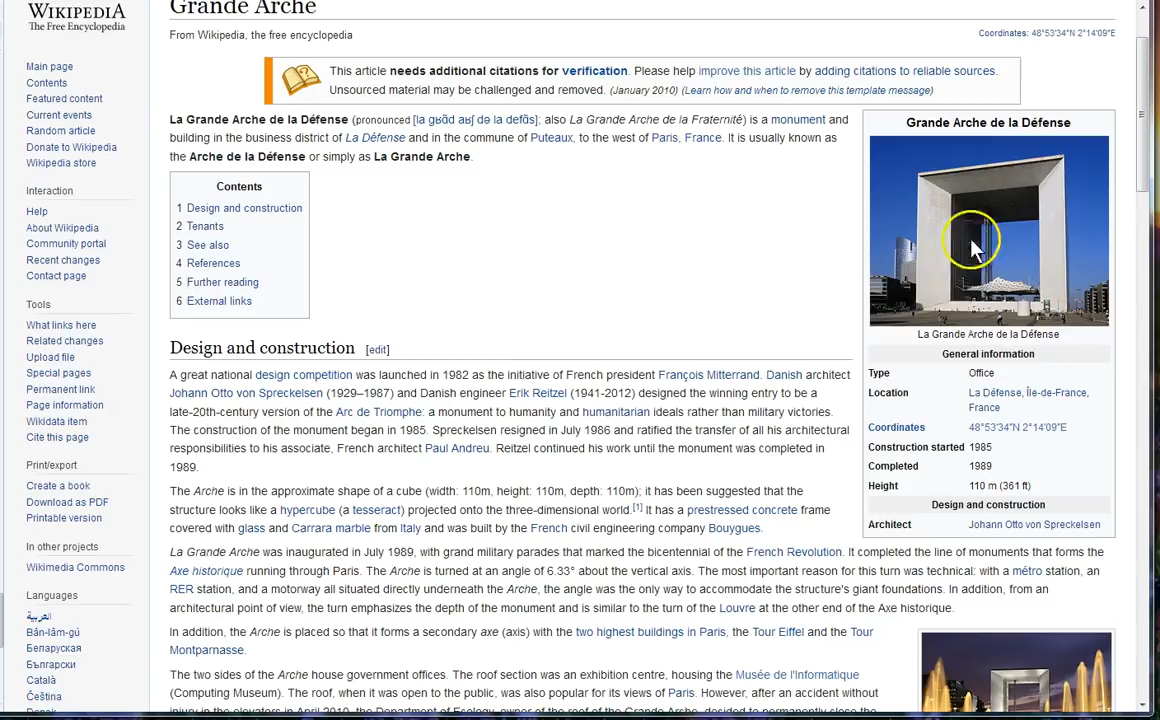 WIKIPEDIA
The Free Encyclopedia
Main page
Contents
Featured content
Current events
Random article
Donate to Wikipedia
Wikipedia store
Interaction
Help
About Wikipedia
Community portal
Recent changes
Contact page
Tools
What links here
Related changes
Upload file
Special pages
Permanent link
Page information
Wikidata item
Cite this page
Print/export
Create a book
Download as PDF
Printable version
In other projects
Wikimedia Commons
Languages
العربية
Bân-lâm-gú
Беларуская
Български
Català
Čeština
Grande Arche
From Wikipedia, the free encyclopedia
Coordinates: 48°53′34″N 2°14′09″E
This article needs additional citations for verification. Please help improve this article by adding citations to reliable sources.
Unsourced material may be challenged and removed. (January 2010) (Learn how and when to remove this template message)
La Grande Arche de la Défense (pronounced [la ɡʁɑ̃d aʁʃ də la defɑ̃s]; also La Grande Arche de la Fraternité) is a monument and
building in the business district of La Défense and in the commune of Puteaux, to the west of Paris, France. It is usually known as
the Arche de la Défense or simply as La Grande Arche.
Contents
1 Design and construction
2 Tenants
3 See also
4 References
5 Further reading
6 External links
Design and construction [edit]
A great national design competition was launched in 1982 as the initiative of French president François Mitterrand. Danish architect
Johann Otto von Spreckelsen (1929–1987) and Danish engineer Erik Reitzel (1941-2012) designed the winning entry to be a
late-20th-century version of the Arc de Triomphe: a monument to humanity and humanitarian ideals rather than military victories.
The construction of the monument began in 1985. Spreckelsen resigned in July 1986 and ratified the transfer of all his architectural
responsibilities to his associate, French architect Paul Andreu. Reitzel continued his work until the monument was completed in
1989.
The Arche is in the approximate shape of a cube (width: 110m, height: 110m, depth: 110m); it has been suggested that the
structure looks like a hypercube (a tesseract) projected onto the three-dimensional world.[1] It has a prestressed concrete frame
covered with glass and Carrara marble from Italy and was built by the French civil engineering company Bouygues.
La Grande Arche was inaugurated in July 1989, with grand military parades that marked the bicentennial of the French Revolution. It completed the line of monuments that forms the
Axe historique running through Paris. The Arche is turned at an angle of 6.33° about the vertical axis. The most important reason for this turn was technical: with a métro station, an
RER station, and a motorway all situated directly underneath the Arche, the angle was the only way to accommodate the structure's giant foundations. In addition, from an
architectural point of view, the turn emphasizes the depth of the monument and is similar to the turn of the Louvre at the other end of the Axe historique.
In addition, the Arche is placed so that it forms a secondary axe (axis) with the two highest buildings in Paris, the Tour Eiffel and the Tour
Montparnasse.
The two sides of the Arche house government offices. The roof section was an exhibition centre, housing the Musée de l'Informatique
(Computing Museum). The roof, when it was open to the public, was also popular for its views of Paris. However, after an accident without
injury in the elevators in April 2010, the Department of Ecology, owner of the roof of the Grande Arche, decided to permanently close the
Grande Arche de la Défense
La Grande Arche de la Défense
General information
Type Office
Location La Défense, Île-de-France,
France
Coordinates 48°53′34″N 2°14′09″E
Construction started 1985
Completed 1989
Height 110 m (361 ft)
Design and construction
Architect Johann Otto von Spreckelsen